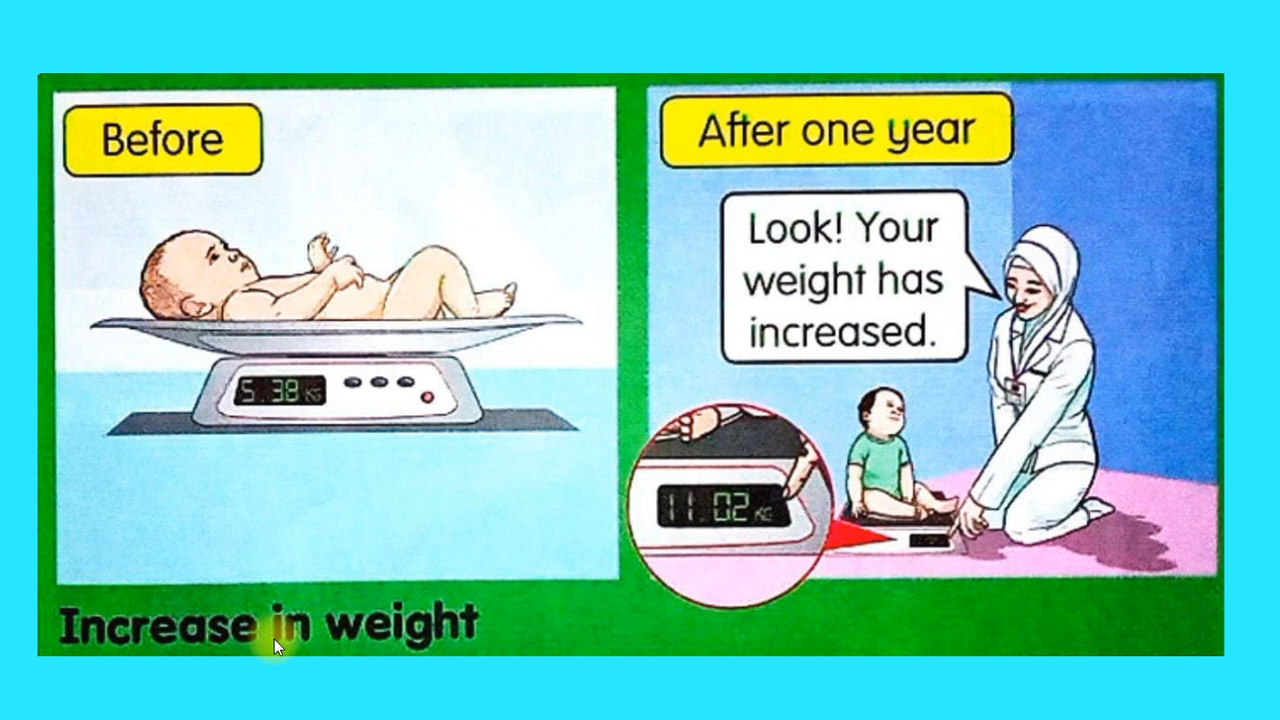 Before
5.38 KG
After one year
Look! Your
weight has
increased.
11.02 KG
Increase in weight